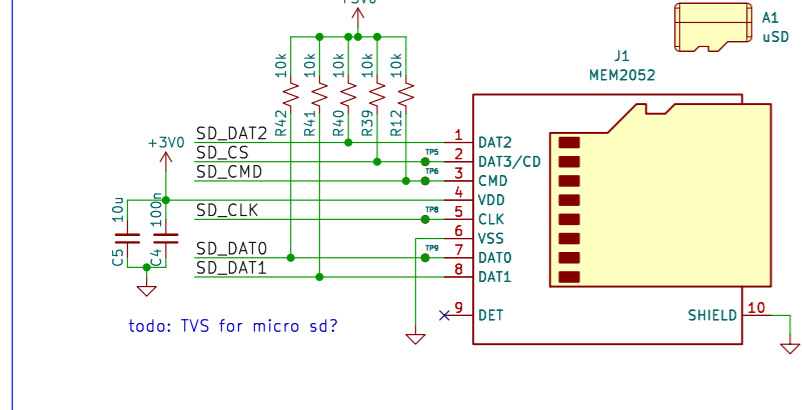 +3V0
A1
uSD
J1
MEM2052
10k
10k
10k
10k
10k
R42
R41
R40
R39
R12
SD_DAT2
1
DAT2
+3V0
SD_CS
TP5
2
DAT3/CD
SD_CMD
TP6
3
CMD
4
VDD
10u
100n
SD_CLK
TP8
5
CLK
6
VSS
C5
C4
SD_DAT0
TP9
7
DAT0
SD_DAT1
8
DAT1
9
DET
SHIELD
10
todo: TVS for micro sd?